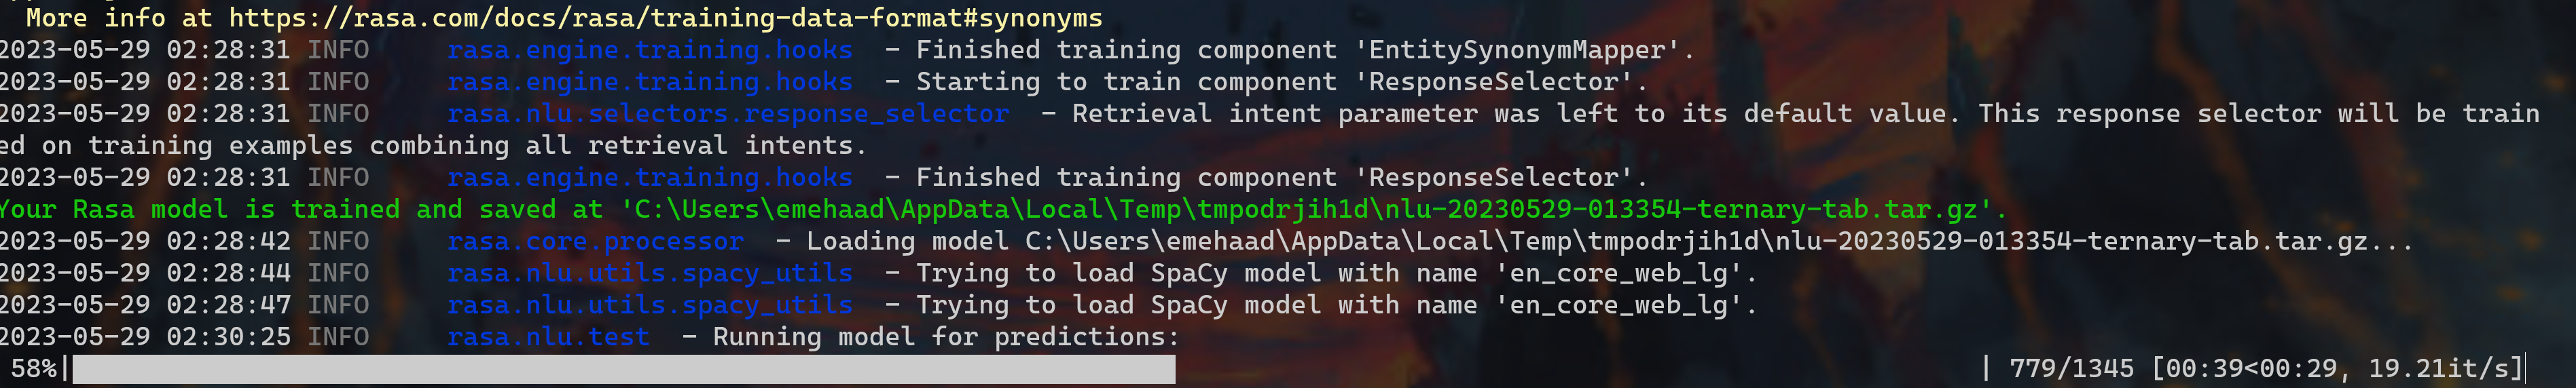 More info at https://rasa.com/docs/rasa/training-data-format#synonyms
2023-05-29 02:28:31 INFO     rasa.engine.training.hooks  - Finished training component 'EntitySynonymMapper'.
2023-05-29 02:28:31 INFO     rasa.engine.training.hooks  - Starting to train component 'ResponseSelector'.
2023-05-29 02:28:31 INFO     rasa.nlu.selectors.response_selector  - Retrieval intent parameter was left to its default value. This response selector will be train
ed on training examples combining all retrieval intents.
2023-05-29 02:28:31 INFO     rasa.engine.training.hooks  - Finished training component 'ResponseSelector'.
Your Rasa model is trained and saved at 'C:\Users\emehaad\AppData\Local\Temp\tmpodrjih1d\nlu-20230529-013354-ternary-tab.tar.gz'.
2023-05-29 02:28:42 INFO     rasa.core.processor  - Loading model C:\Users\emehaad\AppData\Local\Temp\tmpodrjih1d\nlu-20230529-013354-ternary-tab.tar.gz...
2023-05-29 02:28:44 INFO     rasa.nlu.utils.spacy_utils  - Trying to load SpaCy model with name 'en_core_web_lg'.
2023-05-29 02:28:47 INFO     rasa.nlu.utils.spacy_utils  - Trying to load SpaCy model with name 'en_core_web_lg'.
2023-05-29 02:30:25 INFO     rasa.nlu.test  - Running model for predictions:
58%| | 779/1345 [00:39<00:29, 19.21it/s]